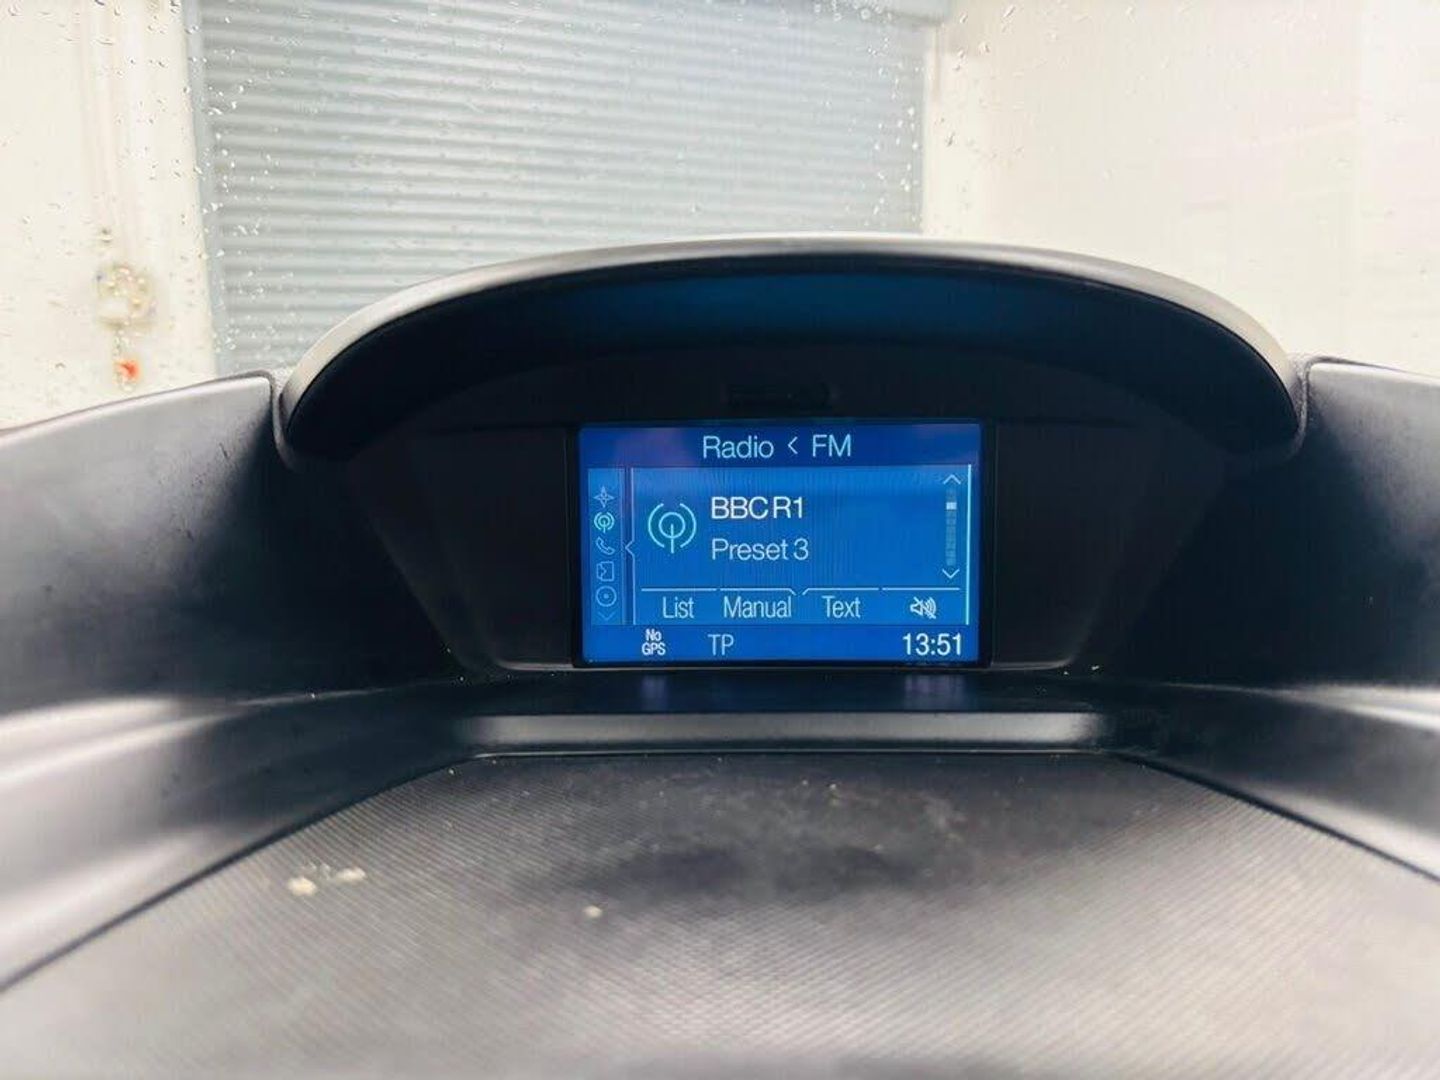 Radio < FM
BBC R1
Preset 3
List Manual Text
No GPS TP 13:51